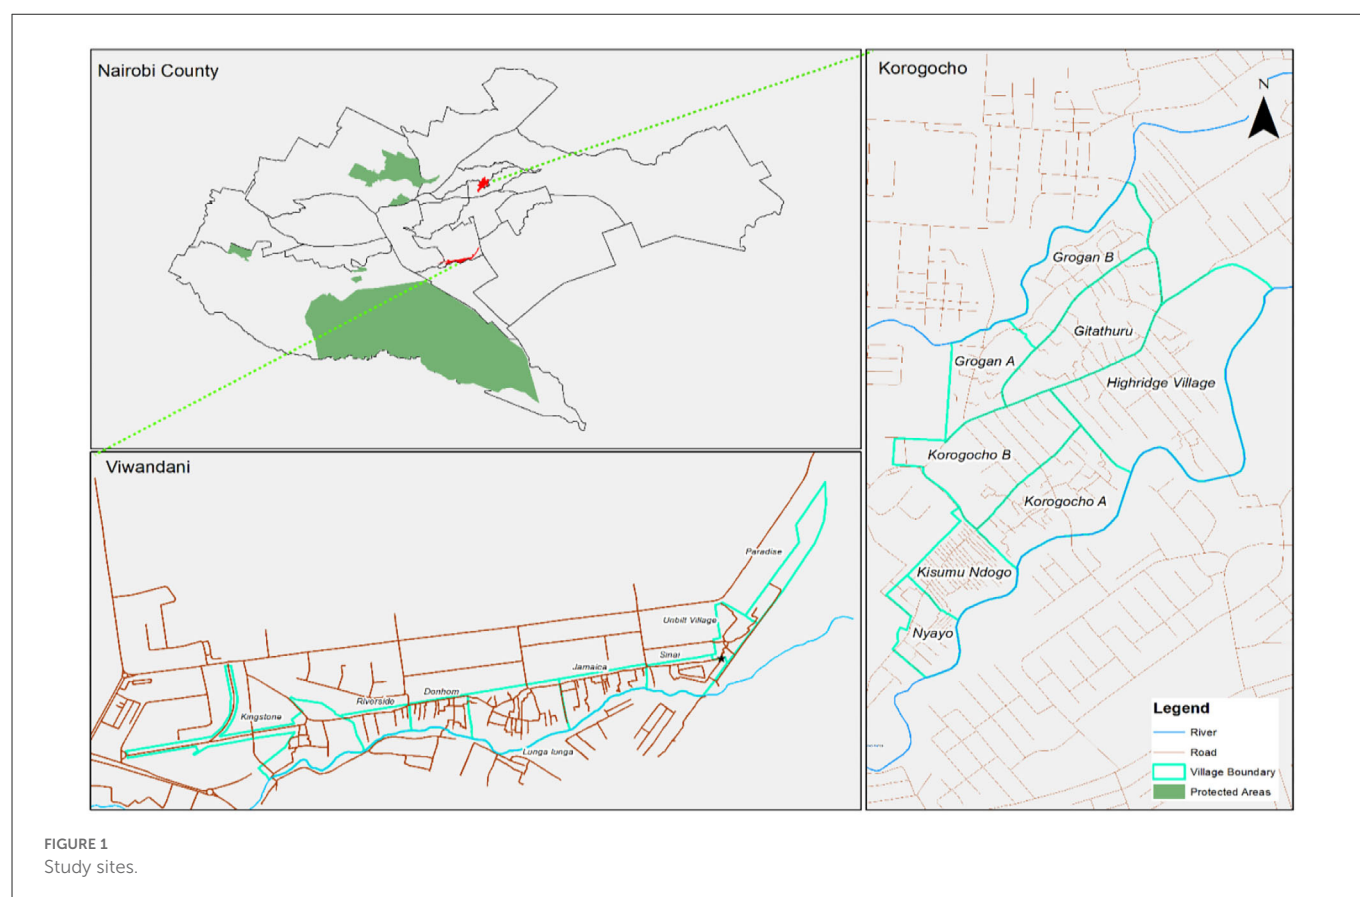 Nairobi County
Korogocho
N
Grogan B
Gitathuru
Grogan A
Highridge Village
Korogocho B
Korogocho A
Kisumu Ndogo
Nyayo
Legend
River
Road
Village Boundary
Protected Areas
Viwandani
Paradise
Unbilt Village
Sinai
Jamaica
Donhom
Riverside
Kingstone
Lunga lunga
FIGURE 1
Study sites.